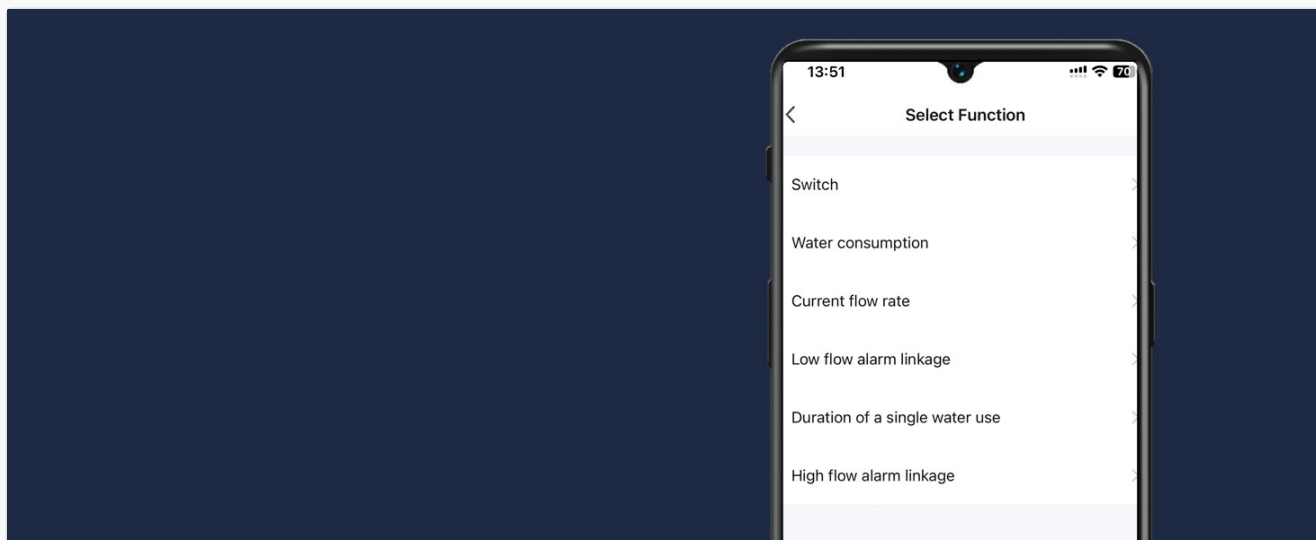 13:51
70
Select Function
Switch
Water consumption
Current flow rate
Low flow alarm linkage
Duration of a single water use
High flow alarm linkage